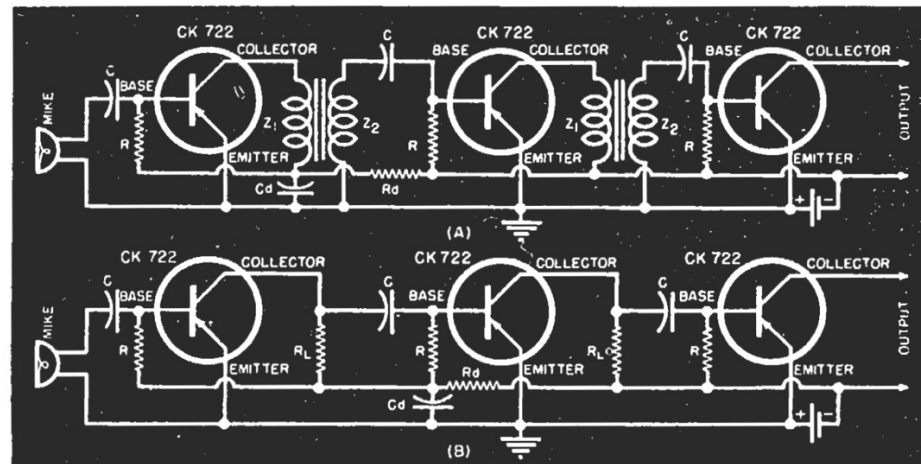 CK 722 CK 722 CK 722
COLLECTOR C BASE COLLECTOR C BASE COLLECTOR
C BASE
MIKE R Z₁ Z₂ R Z₁ Z₂ R OUTPUT
EMITTER EMITTER EMITTER
Cd Rd + -
(A)
CK 722 CK 722 CK 722
COLLECTOR COLLECTOR COLLECTOR
C BASE C BASE C BASE
MIKE R RL R RL R OUTPUT
EMITTER Rd EMITTER EMITTER
Cd + -
(B)